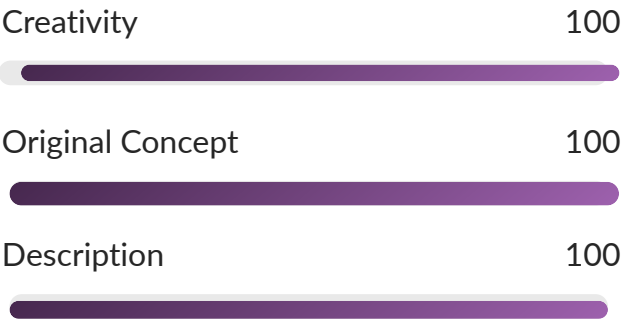 Creativity 100
Original Concept 100
Description 100